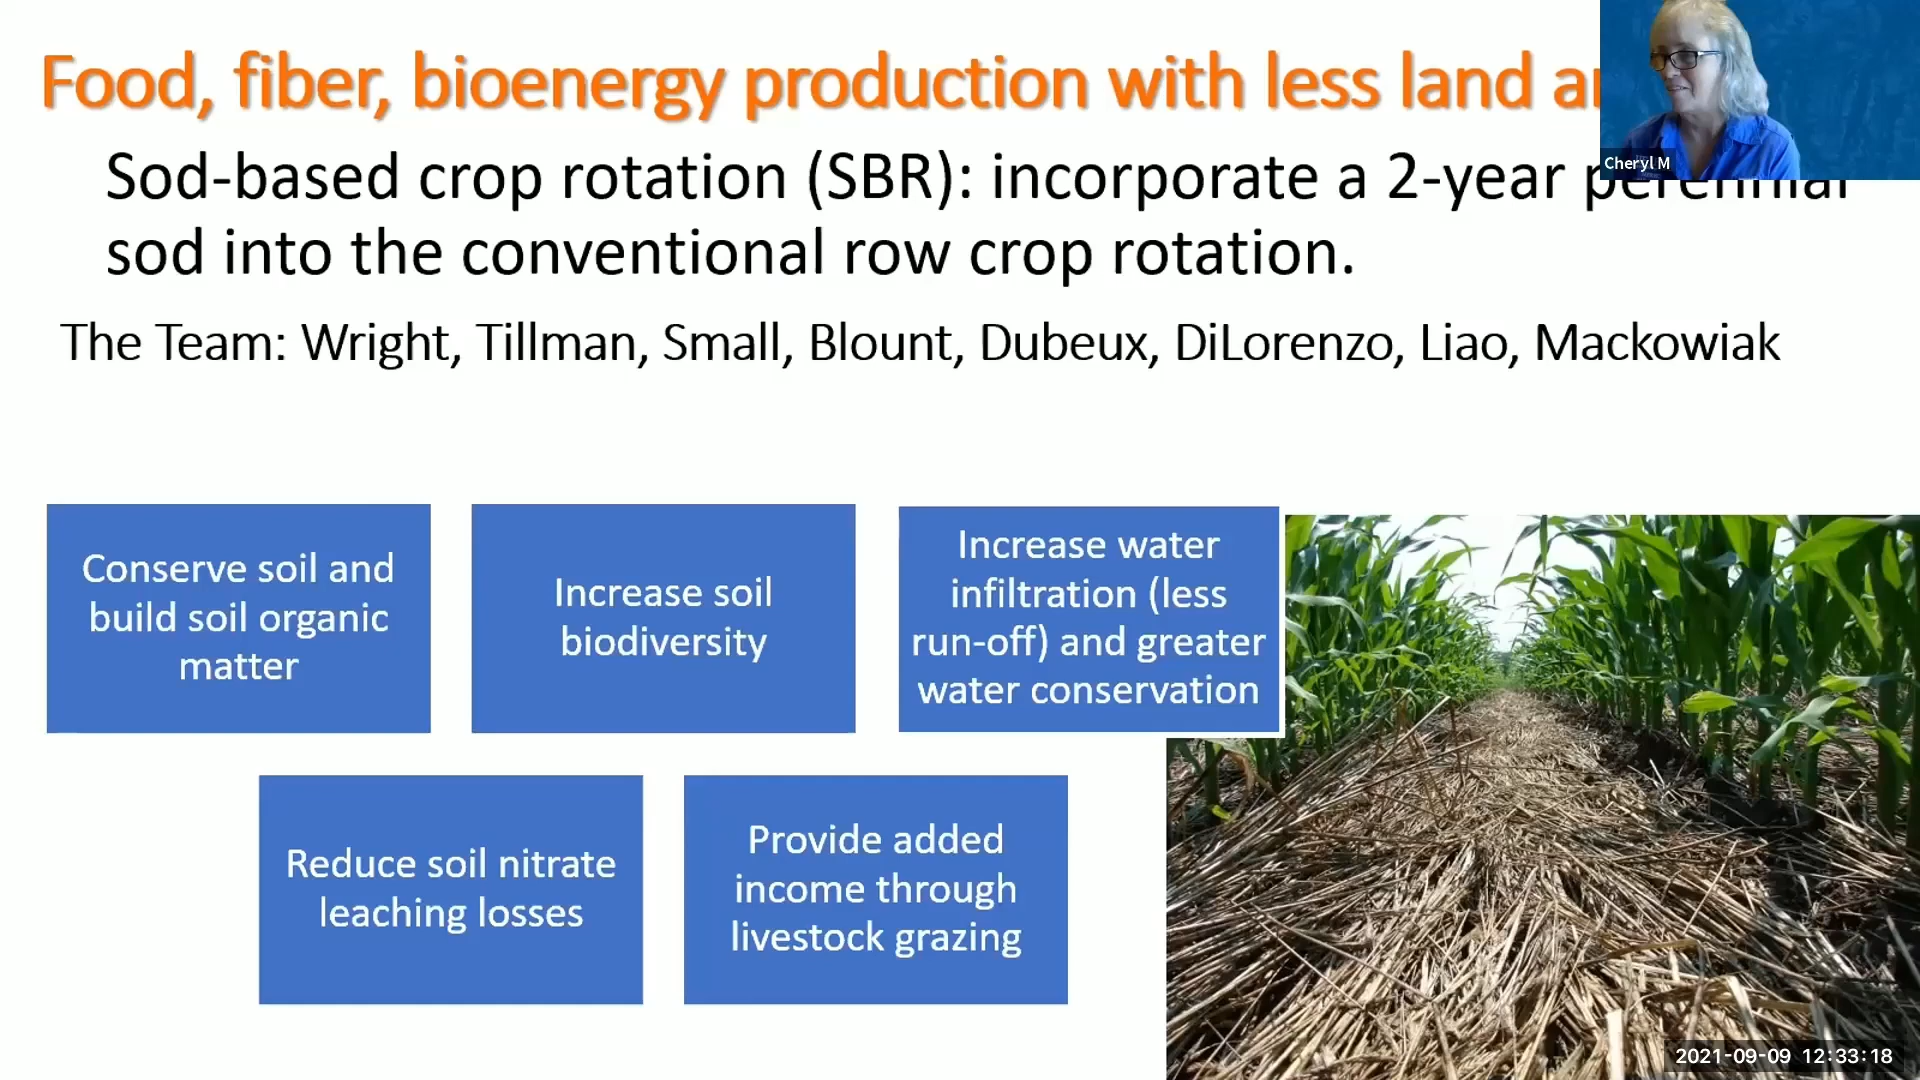 Food, fiber, bioenergy production with less land
Cheryl M
Sod-based crop rotation (SBR): incorporate a 2-year perennial
sod into the conventional row crop rotation.
The Team: Wright, Tillman, Small, Blount, Dubeux, DiLorenzo, Liao, Mackowiak
Conserve soil and
build soil organic
matter
Increase soil
biodiversity
Increase water
infiltration (less
run-off) and greater
water conservation
Reduce soil nitrate
leaching losses
Provide added
income through
livestock grazing
2021-09-09 12:33:18